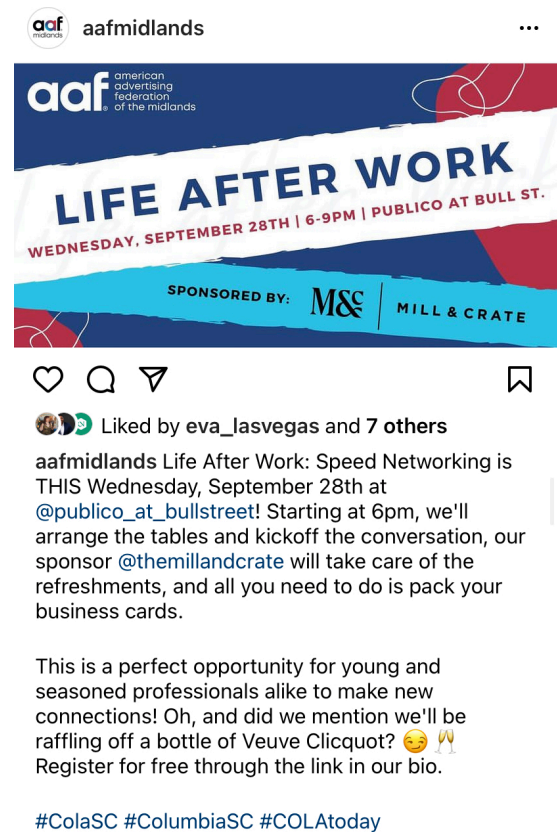 aaf
midlands
aafmidlands
aaf
american
advertising
federation
of the midlands
LIFE AFTER WORK
WEDNESDAY, SEPTEMBER 28TH | 6-9PM | PUBLICO AT BULL ST.
SPONSORED BY: M&C | MILL & CRATE
Liked by eva_lasvegas and 7 others
aafmidlands Life After Work: Speed Networking is
THIS Wednesday, September 28th at
@publico_at_bullstreet! Starting at 6pm, we'll
arrange the tables and kickoff the conversation, our
sponsor @themillandcrate will take care of the
refreshments, and all you need to do is pack your
business cards.
This is a perfect opportunity for young and
seasoned professionals alike to make new
connections! Oh, and did we mention we'll be
raffling off a bottle of Veuve Clicquot? 😏 🥂
Register for free through the link in our bio.
#ColaSC #ColumbiaSC #COLAtoday